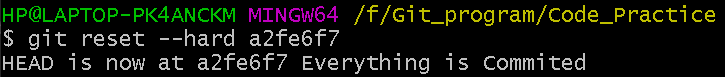 HP@LAPTOP-PK4ANCKM MINGW64 /f/Git_program/Code_Practice
$ git reset --hard a2fe6f7
HEAD is now at a2fe6f7 Everything is Commited